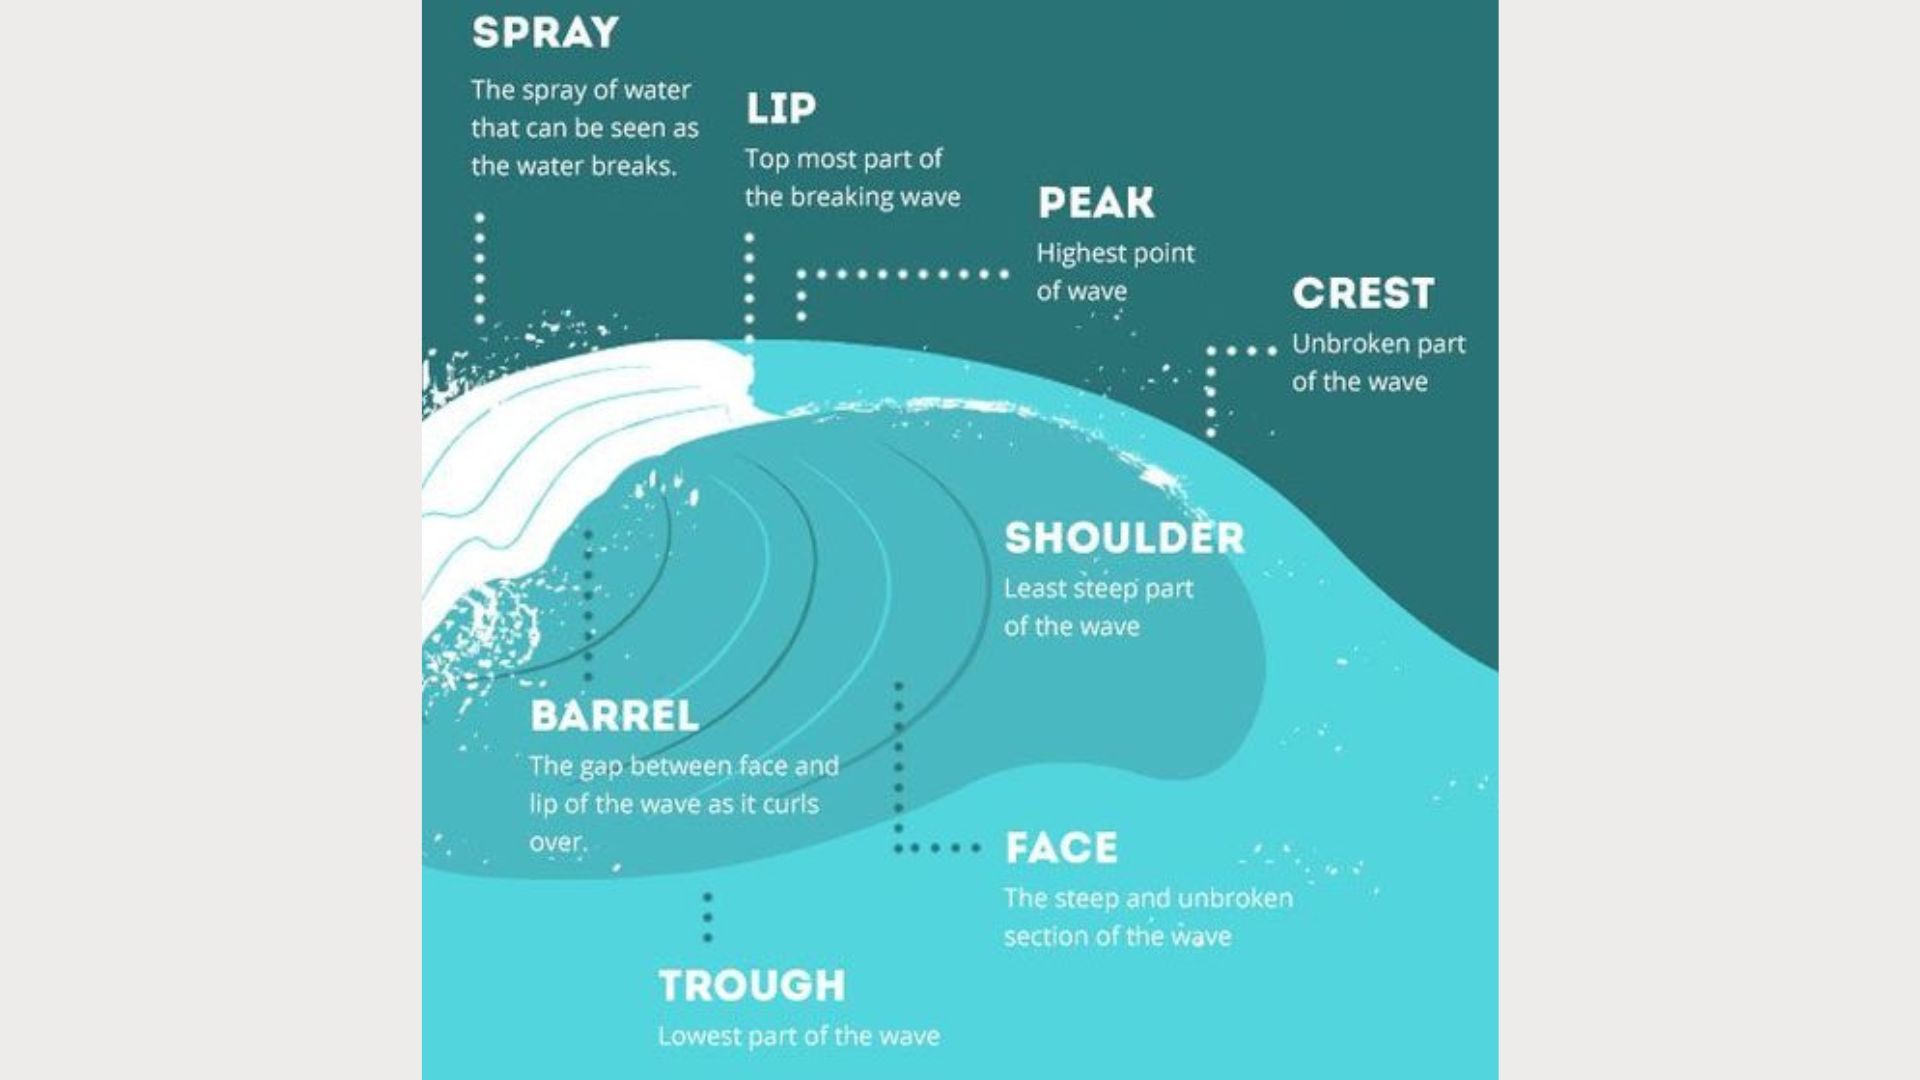 SPRAY
The spray of water
that can be seen as
the water breaks.
LIP
Top most part of
the breaking wave
PEAK
Highest point
of wave
CREST
Unbroken part
of the wave
SHOULDER
Least steep part
of the wave
BARREL
The gap between face and
lip of the wave as it curls
over.
FACE
The steep and unbroken
section of the wave
TROUGH
Lowest part of the wave